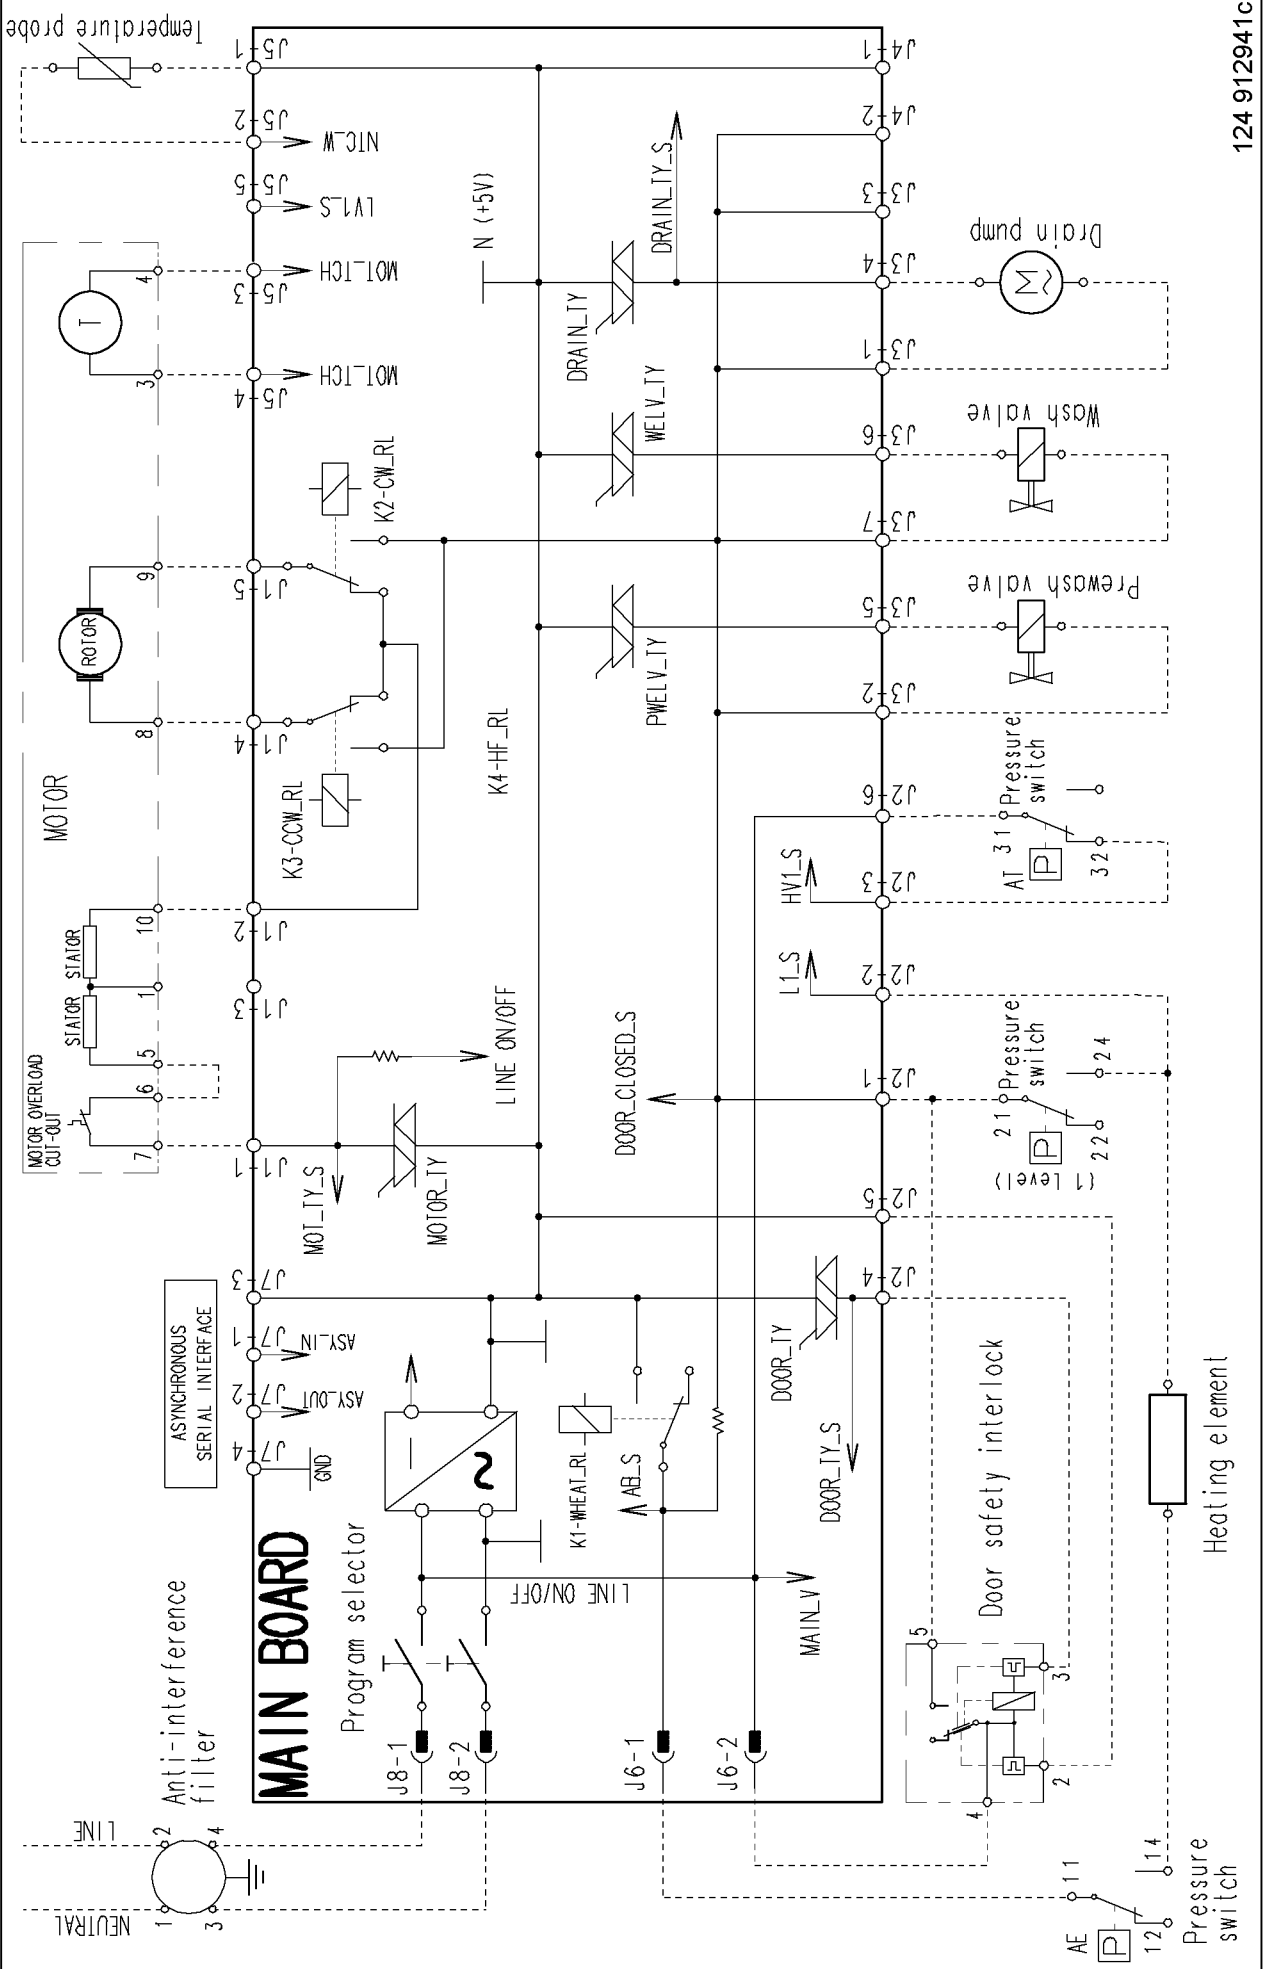 Temperature probe
J5-1
J5-2
NTC_W
J5-5
LV1_S
J5-3
MOT_TCH
J5-4
MOT_TCH
4
T
3
MOTOR
9
ROTOR
8
J1-5
J1-4
K2-CW_RL
K3-CCW_RL
K4-HF_RL
10
STATOR
STATOR
1
5
6
7
MOTOR OVERLOAD
CUT-OUT
J1-2
J1-3
J1-1
MOT_TY_S
MOTOR_TY
LINE ON/OFF
ASYNCHRONOUS
SERIAL INTERFACE
J7-3
J7-1
ASY_IN
J7-2
ASY_OUT
J7-4
GND
MAIN BOARD
Program selector
Anti-interference
filter
LINE
NEUTRAL
2
4
1
3
J8-1
J8-2
J6-1
J6-2
LINE ON/OFF
MAIN_V
K1-WHEAT_RL
AB_S
DOOR_TY
DOOR_TY_S
DOOR_CLOSED_S
N (+5V)
DRAIN_TY
DRAIN_TY_S
WELV_TY
PWELV_TY
HV1_S
L1_S
J4-1
J4-2
J3-3
J3-4
J3-1
J3-6
J3-7
J3-5
J3-2
J2-6
J2-3
J2-2
J2-1
J2-5
J2-4
Drain pump
M
Wash valve
Prewash valve
Pressure
switch
AT
P
31
32
Pressure
switch
P
(1 Level)
21
22
24
Door safety interlock
5
3
2
4
Heating element
AE
P
11
12
14
Pressure
switch
124 912941c